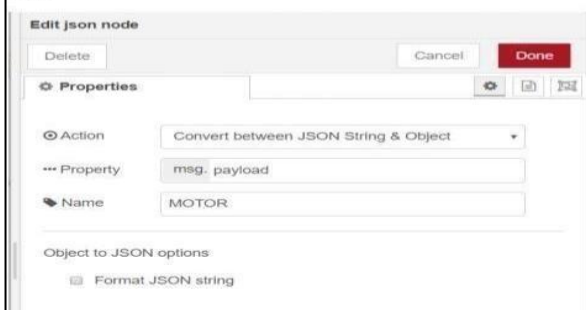 Edit json node
Delete Cancel Done
Properties
Action Convert between JSON String & Object
Property msg. payload
Name MOTOR
Object to JSON options
Format JSON string